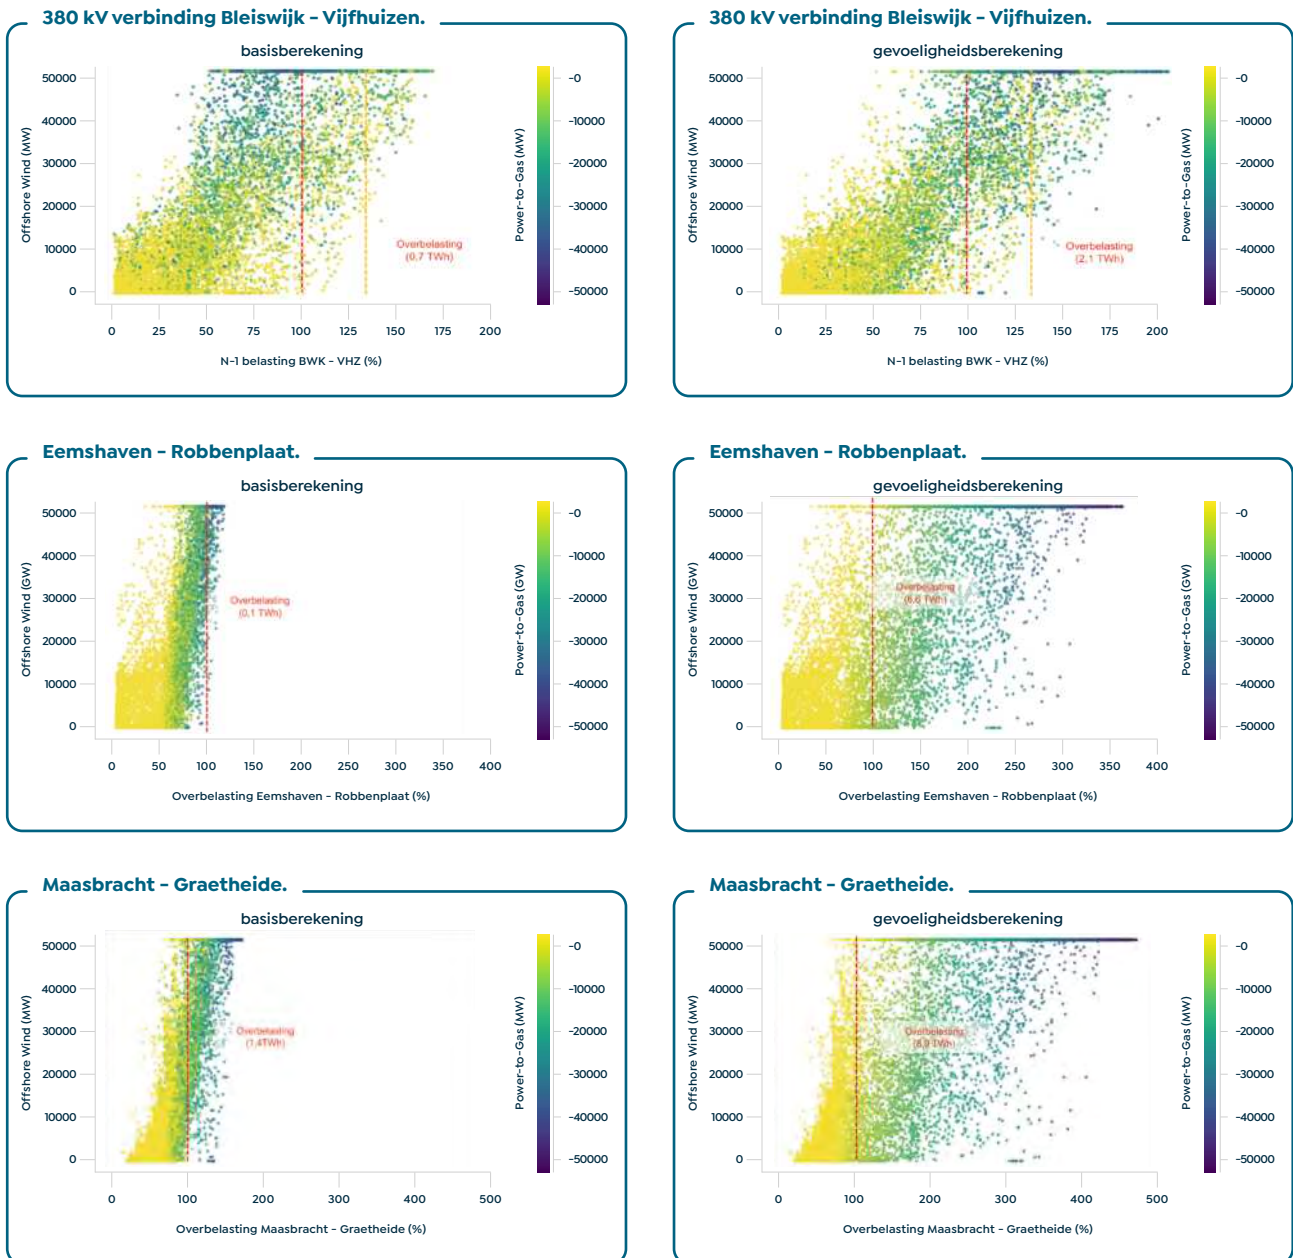 380 kV verbinding Bleiswijk - Vijfhuizen.
basisberekening
Offshore Wind (MW)
50000
40000
30000
20000
10000
0
0 25 50 75 100 125 150 175 200
N-1 belasting BWK - VHZ (%)
Overbelasting
(0,7 TWh)
Power-to-Gas (MW)
-0
-10000
-20000
-30000
-40000
-50000
380 kV verbinding Bleiswijk - Vijfhuizen.
gevoeligheidsberekening
Offshore Wind (MW)
50000
40000
30000
20000
10000
0
0 25 50 75 100 125 150 175 200
N-1 belasting BWK - VHZ (%)
Overbelasting
(2,1 TWh)
Power-to-Gas (MW)
-0
-10000
-20000
-30000
-40000
-50000
Eemshaven - Robbenplaat.
basisberekening
Offshore Wind (GW)
50000
40000
30000
20000
10000
0
0 50 100 150 200 250 300 350 400
Overbelasting Eemshaven - Robbenplaat (%)
Overbelasting
(0,1 TWh)
Power-to-Gas (GW)
-0
-10000
-20000
-30000
-40000
-50000
Eemshaven - Robbenplaat.
gevoeligheidsberekening
Offshore Wind (GW)
50000
40000
30000
20000
10000
0
0 50 100 150 200 250 300 350 400
Overbelasting Eemshaven - Robbenplaat (%)
Overbelasting
TWh)
Power-to-Gas (GW)
-0
-10000
-20000
-30000
-40000
-50000
Maasbracht - Graetheide.
basisberekening
Offshore Wind (MW)
50000
40000
30000
20000
10000
0
0 100 200 300 400 500
Overbelasting Maasbracht - Graetheide (%)
Overbelasting
(1,4TWh)
Power-to-Gas (MW)
-0
-10000
-20000
-30000
-40000
-50000
Maasbracht - Graetheide.
gevoeligheidsberekening
Offshore Wind (MW)
50000
40000
30000
20000
10000
0
0 100 200 300 400 500
Overbelasting Maasbracht - Graetheide (%)
Overbelasting
TWh)
Power-to-Gas (MW)
-0
-10000
-20000
-30000
-40000
-50000